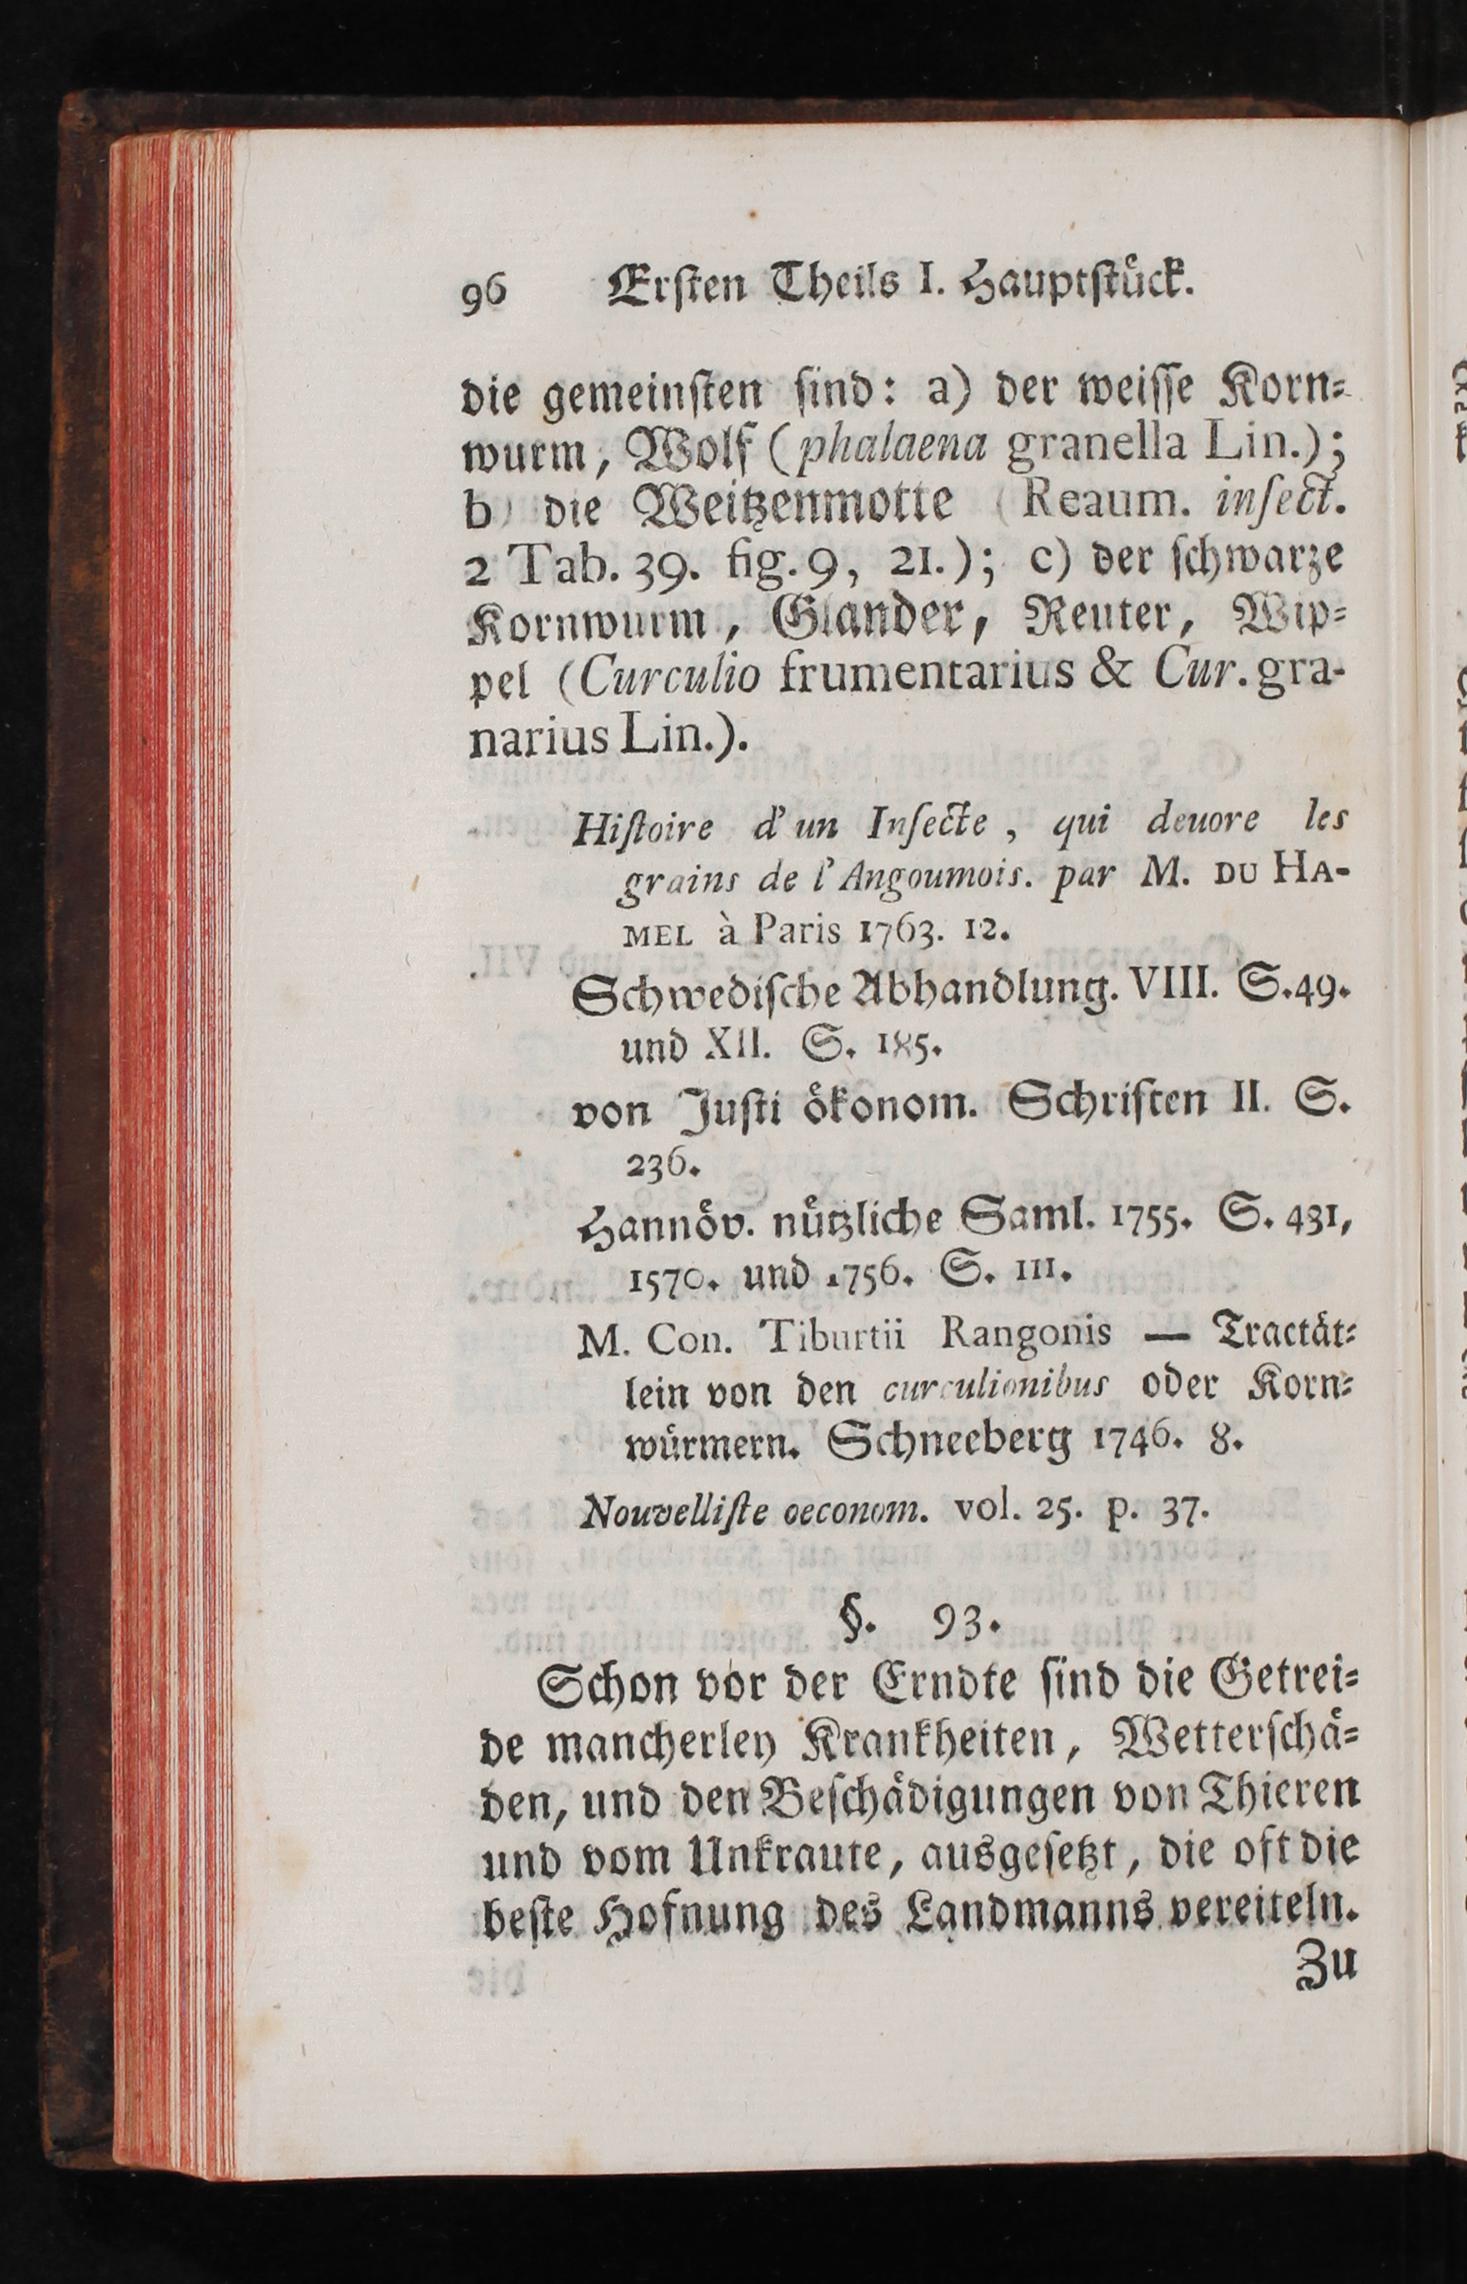 96 Erſten Theils I. Hauptſtück.
die gemeinſten ſind: a) der weiſſe Korn⸗
wurm, Wolf (phalaena granella Lin.);
b) die Weitzenmotte (Reaum. inſect.
2 Tab. 39. fig. 9, 21.); c) der ſchwarze
Kornwurm, Glander, Reuter, Wip⸗
pel (Curculio frumentarius & Cur. gra-
narius Lin.).
Hiſtoire d'un Inſecte, qui deuore les
grains de l'Angoumois. par M. DU HA-
MEL à Paris 1763. 12.
Schwediſche Abhandlung. VIII. S. 49.
und XII. S. 185.
von Juſti ökonom. Schriften II. S.
236.
Hannöv. nützliche Saml. 1755. S. 431,
1570. und 1756. S. 111.
M. Con. Tiburtii Rangonis — Tractät⸗
lein von den curculionibus oder Korn⸗
würmern. Schneeberg 1746. 8.
Nouvelliſte oeconom. vol. 25. p. 37.
§. 93.
Schon vor der Erndte ſind die Getrei⸗
de mancherley Krankheiten, Wetterſchä⸗
den, und den Beſchädigungen von Thieren
und vom Unkraute, ausgeſetzt, die oft die
beſte Hofnung des Landmanns vereiteln.
Zu